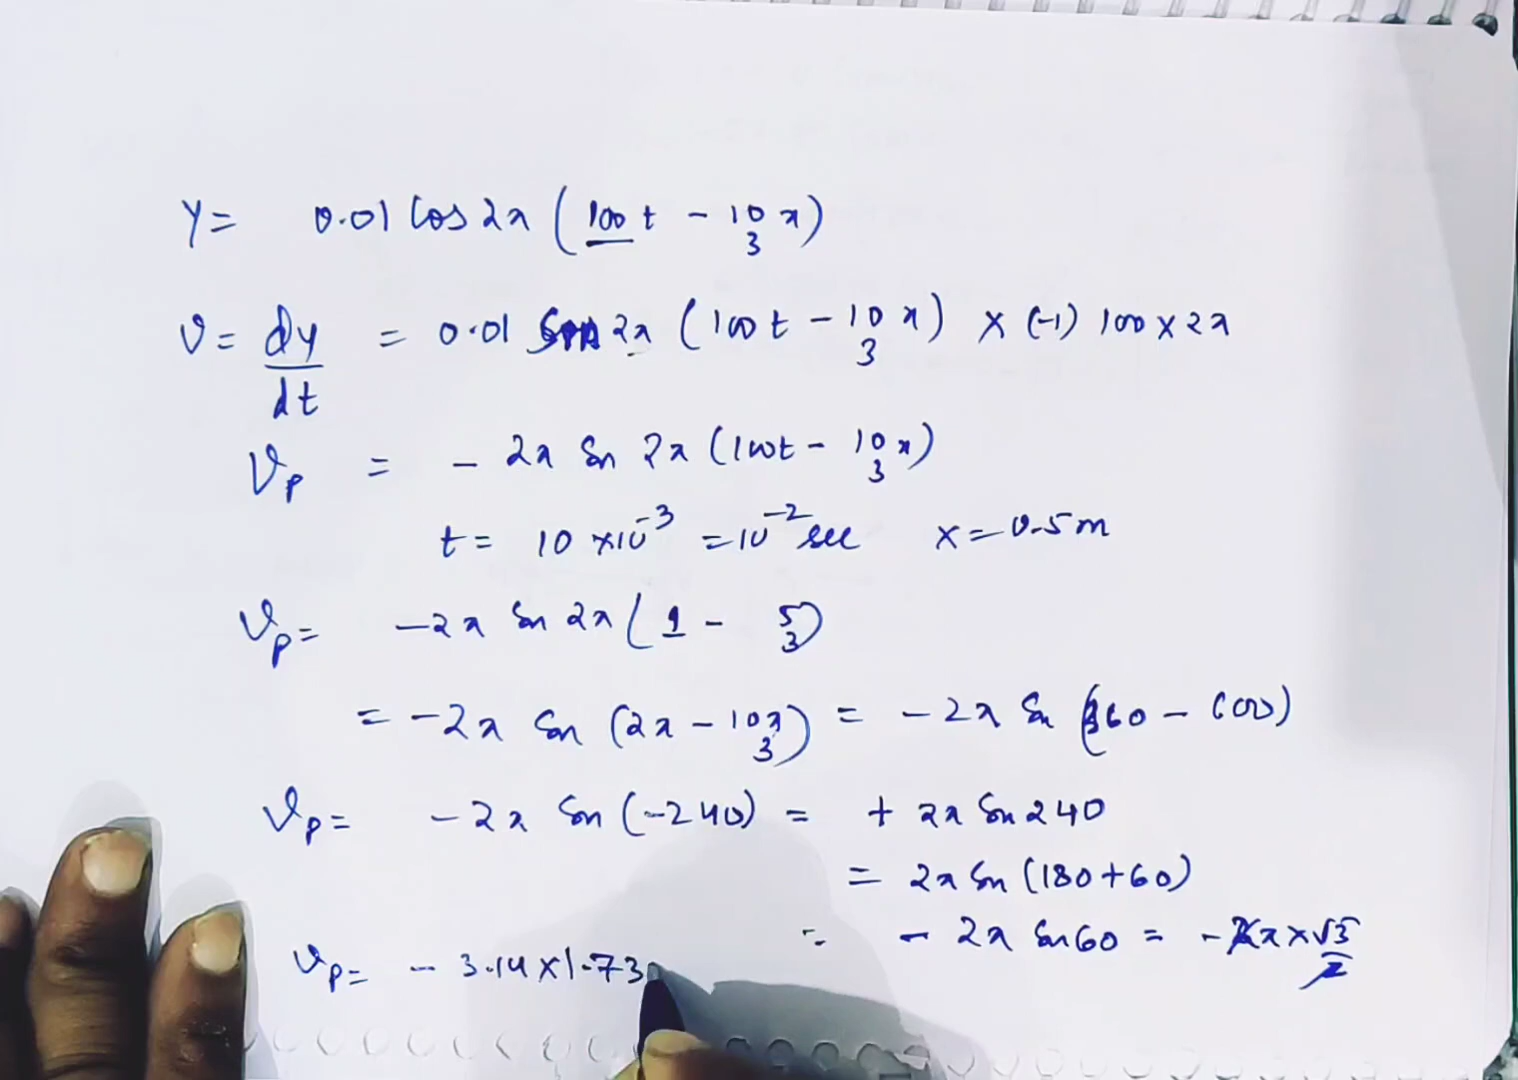 Y = 0.01 Cos 2π (100 t - 10/3 x)
v = dy/dt = 0.01 Sin 2π (100 t - 10/3 x) × (-1) 100 × 2π
Vp = - 2π Sin 2π (100t - 10/3 x)
t = 10 × 10^-3 = 10^-2 sec x = 0.5 m
Vp = -2π Sin 2π (1 - 5/3)
= -2π Sin (2π - 10π/3) = - 2π Sin (360 - 600)
Vp = -2π Sin (-240) = + 2π Sin 240
= 2π Sin (180+60)
= - 2π Sin 60 = -2π × √3/2
Vp = - 3.14 × 1.73